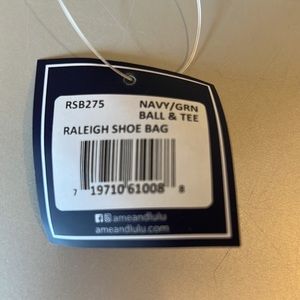 RSB275 NAVY/GRN
BALL & TEE
RALEIGH SHOE BAG
7 19710 61008 8
ameandlulu
ameandlulu.com